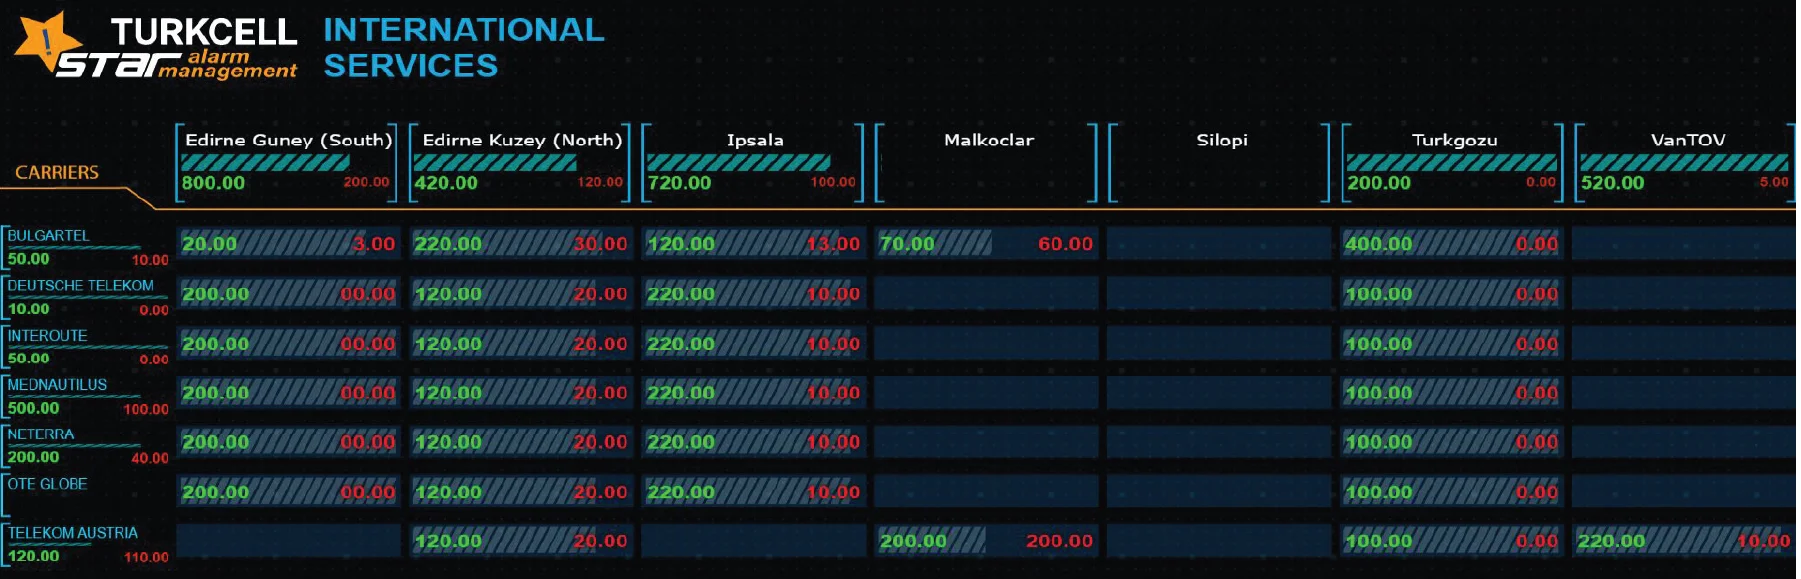 TURKCELL
STAR alarm
management
INTERNATIONAL
SERVICES
CARRIERS
Edirne Guney (South)
800.00 200.00
Edirne Kuzey (North)
420.00 120.00
Ipsala
720.00 100.00
Malkoclar
Silopi
Turkgozu
200.00 0.00
VanTOV
520.00 5.00
BULGARTEL
50.00 10.00
20.00 3.00 220.00 30.00 120.00 13.00 70.00 60.00 400.00 0.00
DEUTSCHE TELEKOM
10.00 0.00
200.00 00.00 120.00 20.00 220.00 10.00 100.00 0.00
INTEROUTE
50.00 0.00
200.00 00.00 120.00 20.00 220.00 10.00 100.00 0.00
MEDNAUTILUS
500.00 100.00
200.00 00.00 120.00 20.00 220.00 10.00 100.00 0.00
NETERRA
200.00 40.00
200.00 00.00 120.00 20.00 220.00 10.00 100.00 0.00
OTE GLOBE
200.00 00.00 120.00 20.00 220.00 10.00 100.00 0.00
TELEKOM AUSTRIA
120.00 110.00
120.00 20.00 200.00 200.00 100.00 0.00 220.00 10.00